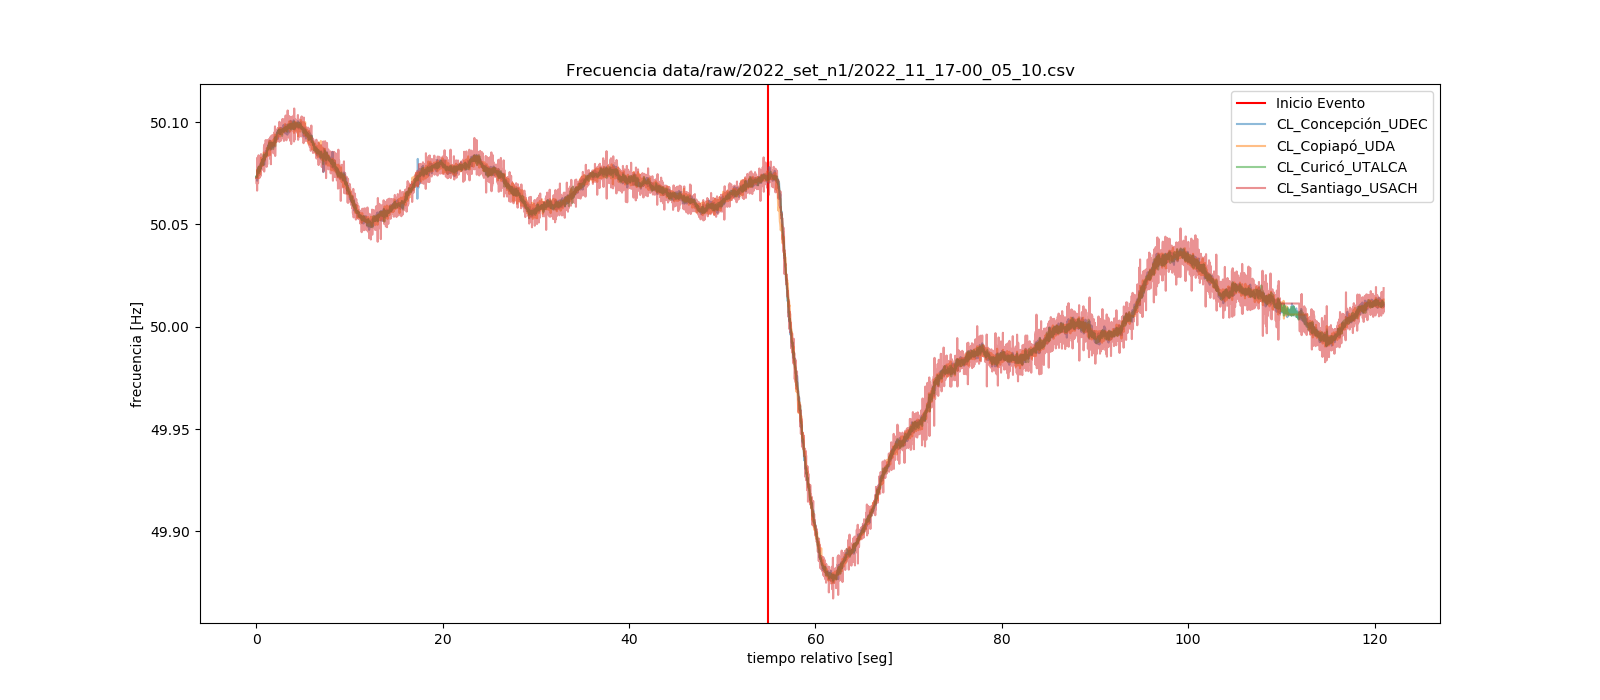 Frecuencia data/raw/2022_set_n1/2022_11_17-00_05_10.csv
Inicio Evento
CL_Concepción_UDEC
CL_Copiapó_UDA
CL_Curicó_UTALCA
CL_Santiago_USACH
frecuencia [Hz]
50.10
50.05
50.00
49.95
49.90
0 20 40 60 80 100 120
tiempo relativo [seg]